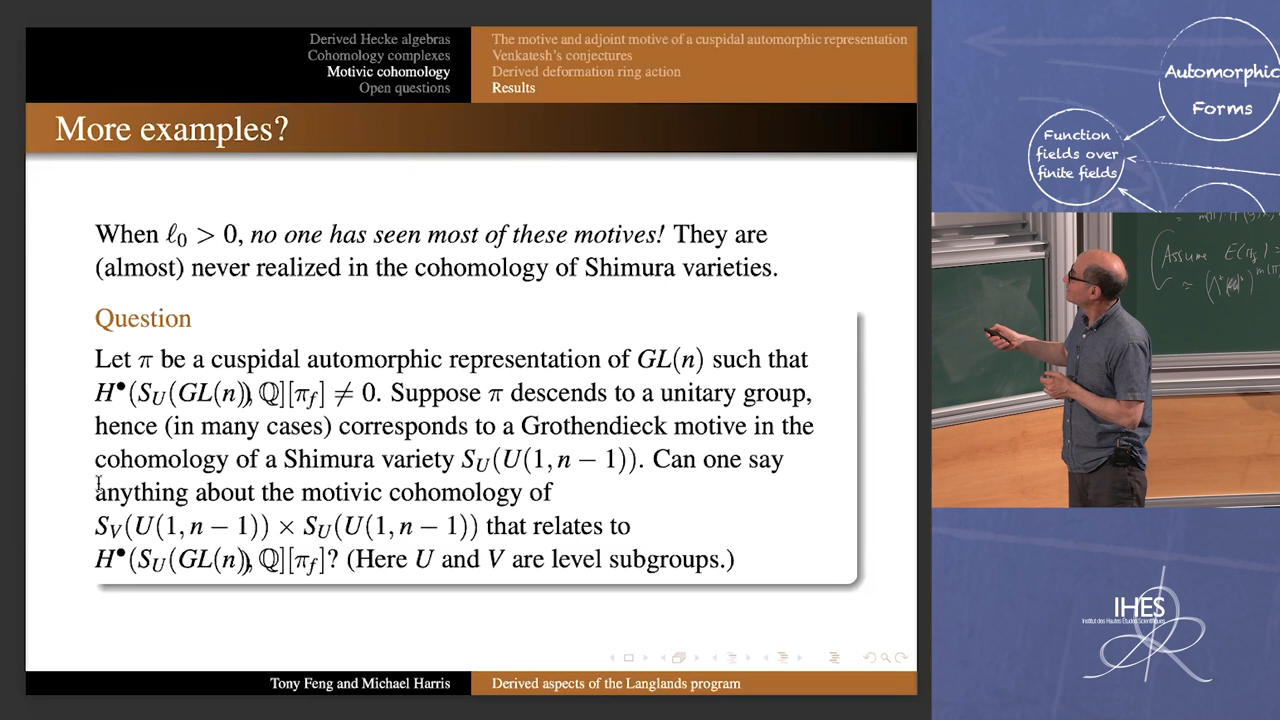 Derived Hecke algebras
Cohomology complexes
Motivic cohomology
Open questions
The motive and adjoint motive of a cuspidal automorphic representation
Venkatesh's conjectures
Derived deformation ring action
Results
More examples?
When ℓ₀ > 0, no one has seen most of these motives! They are
(almost) never realized in the cohomology of Shimura varieties.
Question
Let π be a cuspidal automorphic representation of GL(n) such that
H•(S_U(GL(n)), ℚ][π_f] ≠ 0. Suppose π descends to a unitary group,
hence (in many cases) corresponds to a Grothendieck motive in the
cohomology of a Shimura variety S_U(U(1, n − 1)). Can one say
anything about the motivic cohomology of
S_V(U(1, n − 1)) × S_U(U(1, n − 1)) that relates to
H•(S_U(GL(n)), ℚ][π_f]? (Here U and V are level subgroups.)
Tony Feng and Michael Harris
Derived aspects of the Langlands program
Automorphic
Forms
Function
fields over
finite fields
Assume E(π_f) =
IHES
Institut des Hautes Études Scientifiques